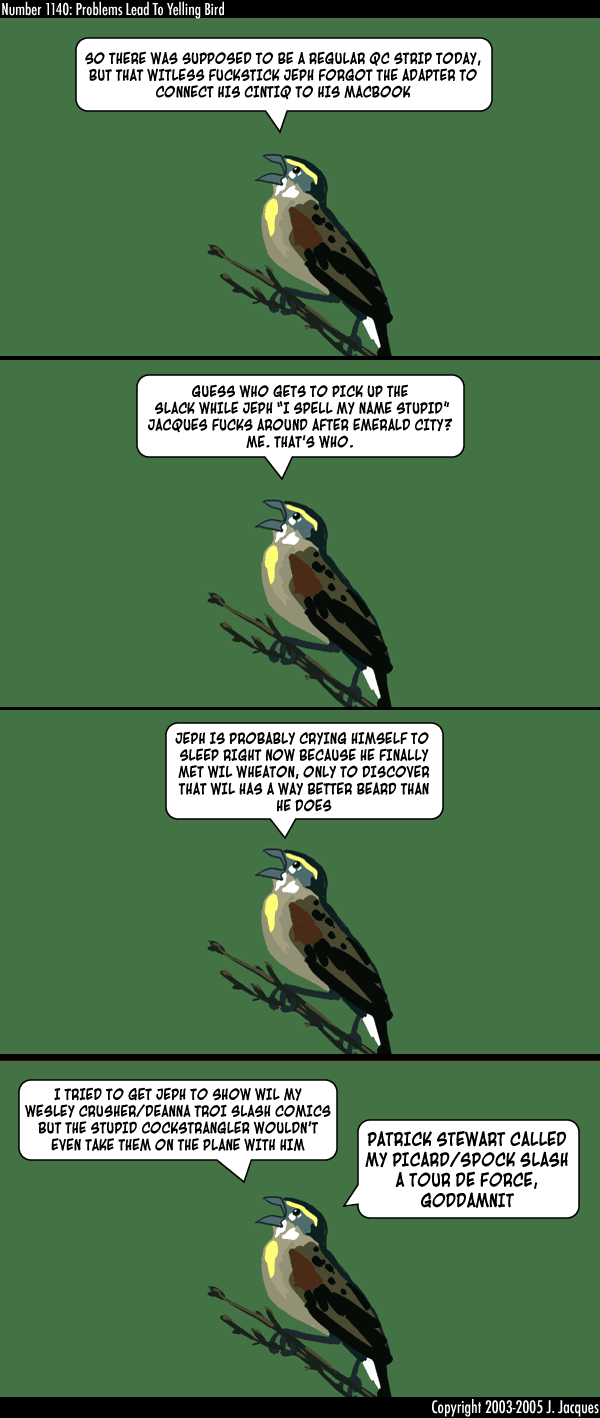 Number 1140: Problems Lead To Yelling Bird
SO THERE WAS SUPPOSED TO BE A REGULAR QC STRIP TODAY,
BUT THAT WITLESS FUCKSTICK JEPH FORGOT THE ADAPTER TO
CONNECT HIS CINTIQ TO HIS MACBOOK
GUESS WHO GETS TO PICK UP THE
SLACK WHILE JEPH "I SPELL MY NAME STUPID"
JACQUES FUCKS AROUND AFTER EMERALD CITY?
ME. THAT'S WHO.
JEPH IS PROBABLY CRYING HIMSELF TO
SLEEP RIGHT NOW BECAUSE HE FINALLY
MET WIL WHEATON, ONLY TO DISCOVER
THAT WIL HAS A WAY BETTER BEARD THAN
HE DOES
I TRIED TO GET JEPH TO SHOW WIL MY
WESLEY CRUSHER/DEANNA TROI SLASH COMICS
BUT THE STUPID COCKSTRANGLER WOULDN'T
EVEN TAKE THEM ON THE PLANE WITH HIM
PATRICK STEWART CALLED
MY PICARD/SPOCK SLASH
A TOUR DE FORCE,
GODDAMNIT
Copyright 2003-2005 J. Jacques